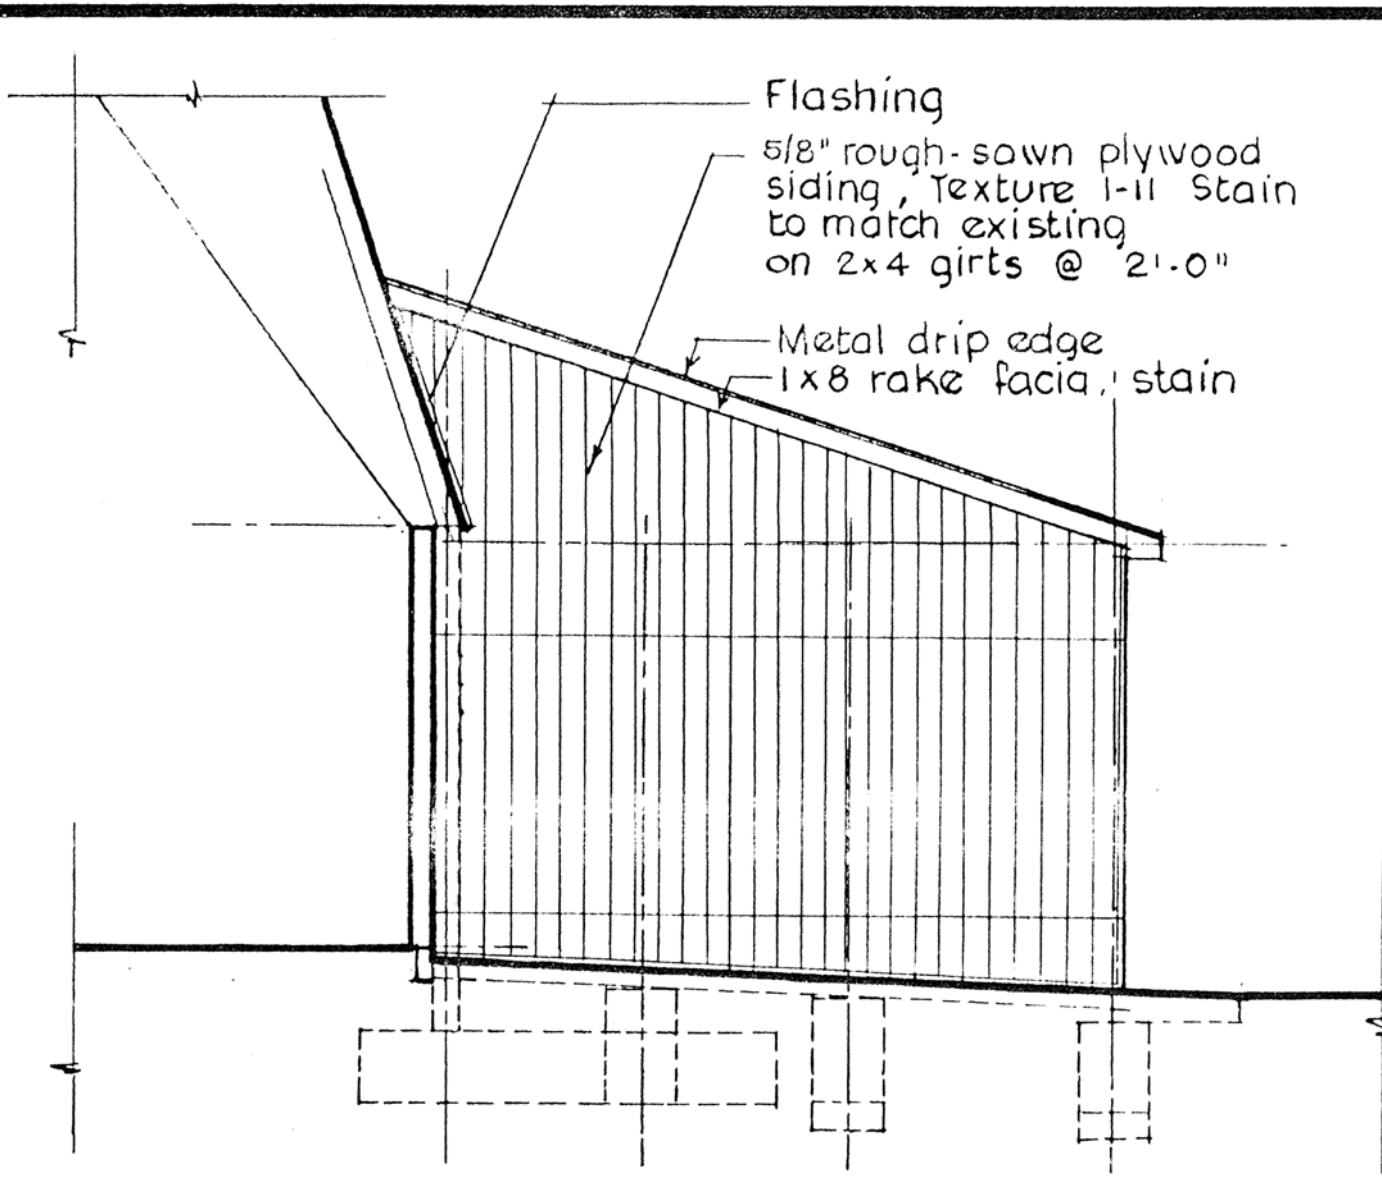 Flashing
5/8" rough-sawn plywood
siding, Texture 1-11 Stain
to match existing
on 2x4 girts @ 2'-0"
Metal drip edge
1x8 rake facia, stain